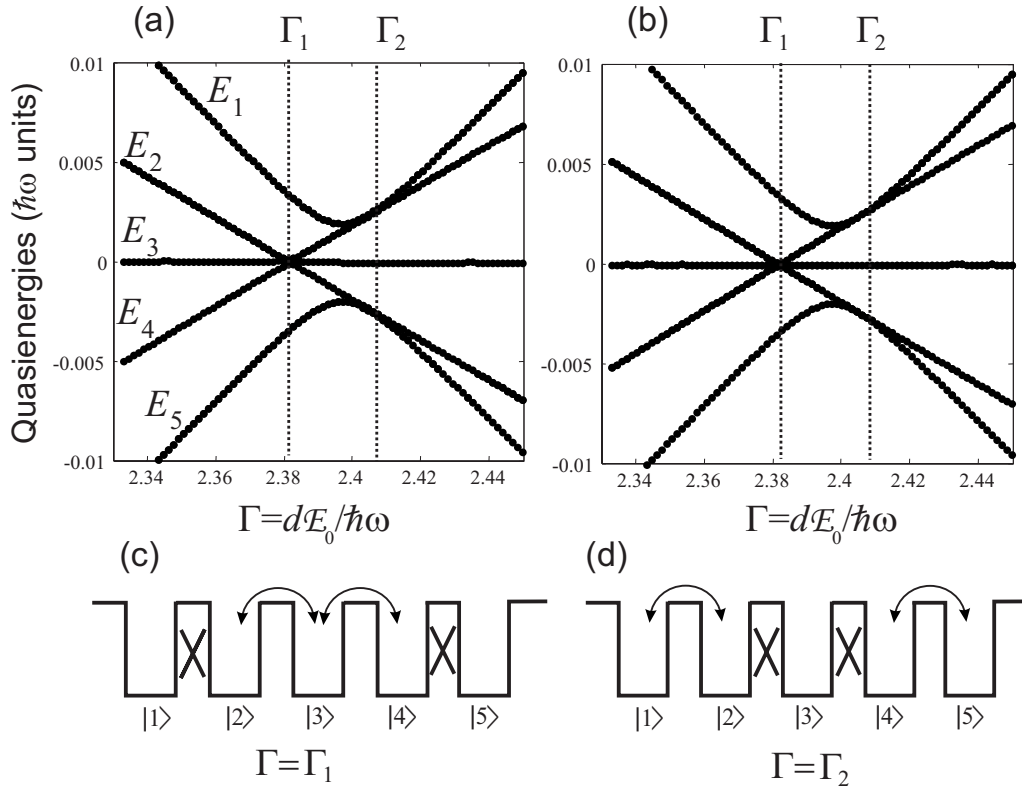 (a) Γ₁ Γ₂
(b) Γ₁ Γ₂
Quasienergies (ħω units)
0.01
0.005
0
-0.005
-0.01
E₁
E₂
E₃
E₄
E₅
2.34 2.36 2.38 2.4 2.42 2.44
Γ=dℰ₀/ħω
0.01
0.005
0
-0.005
-0.01
2.34 2.36 2.38 2.4 2.42 2.44
Γ=dℰ₀/ħω
(c)
|1> |2> |3> |4> |5>
Γ=Γ₁
(d)
|1> |2> |3> |4> |5>
Γ=Γ₂